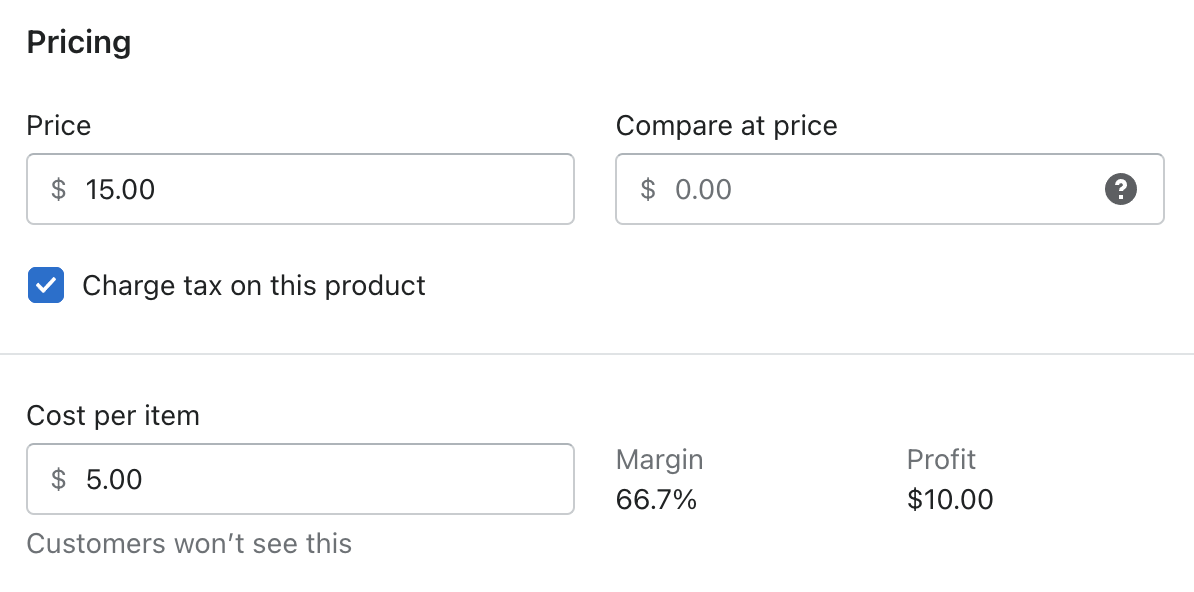 Pricing
Price
Compare at price
$ 15.00
$ 0.00
?
Charge tax on this product
Cost per item
$ 5.00
Margin
Profit
66.7%
$10.00
Customers won’t see this